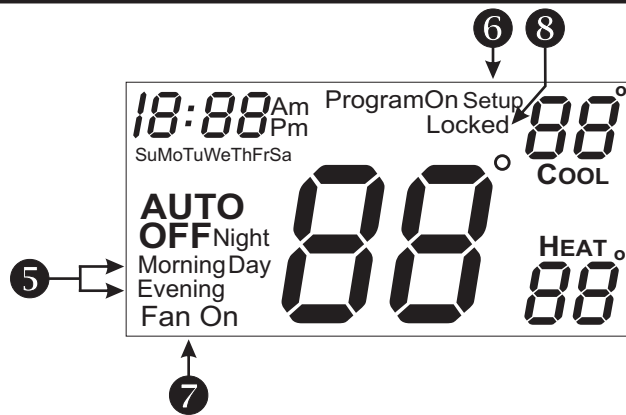 6 8
18:88 Am Pm ProgramOn Setup 88°
Locked
SuMoTuWeThFrSa
COOL
88°
AUTO
OFF Night
HEAT °
5 Morning Day
Evening
88
Fan On
7